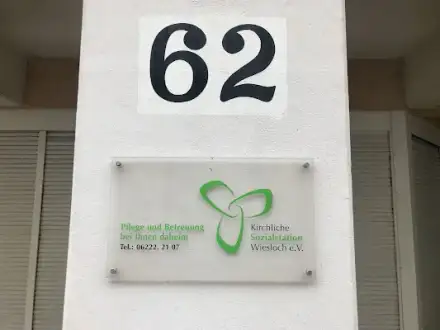 62
Pflege und Betreuung
bei Ihnen daheim
Tel.: 06222. 21 07
Kirchliche
Sozialstation
Wiesloch e.V.